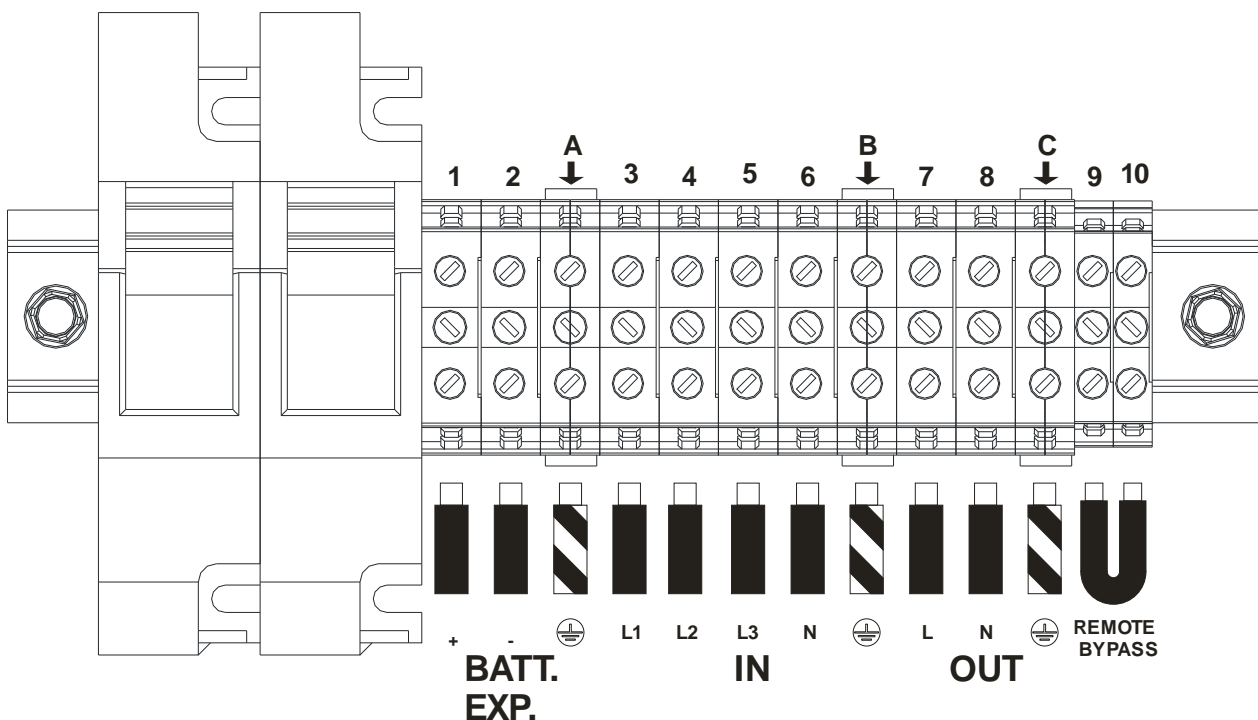 A B C
1 2 3 4 5 6 7 8 9 10
+ - L1 L2 L3 N L N REMOTE
BYPASS
BATT. IN OUT
EXP.